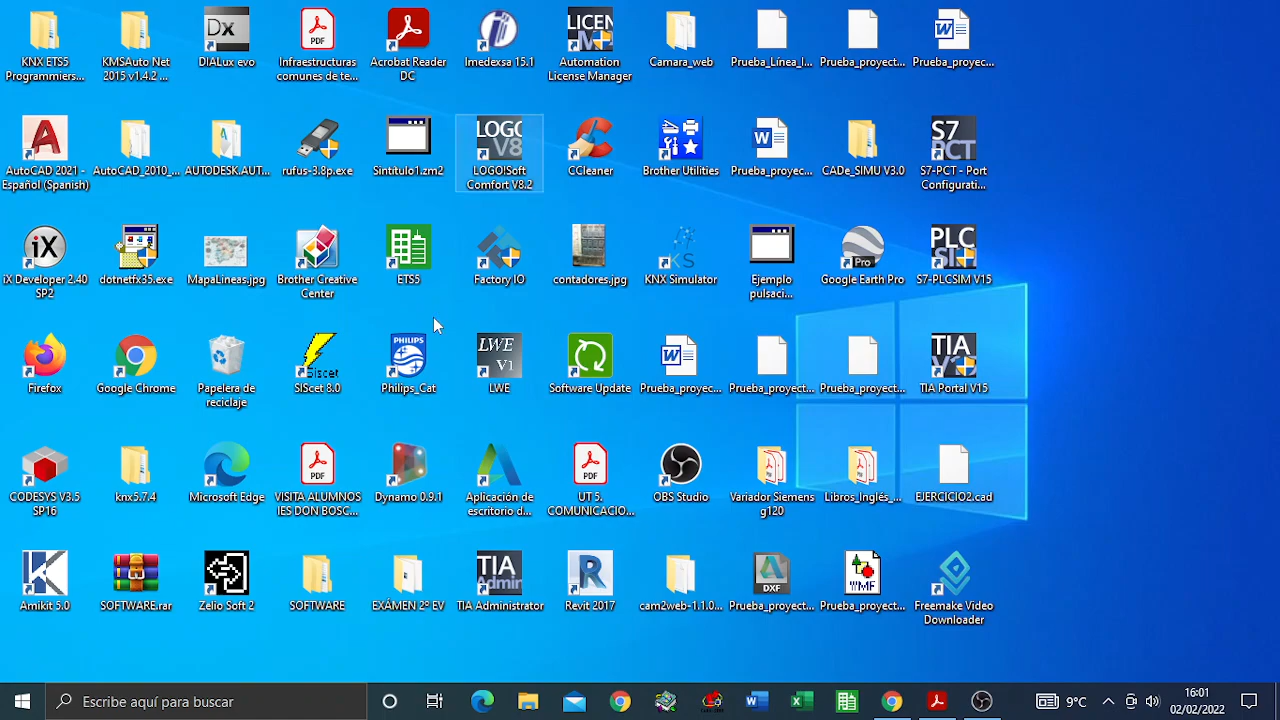 KNX ETS5 Programmiers...
KMSAuto Net 2015 v1.4.2 ...
DIALux evo
Infraestructuras comunes de te...
Acrobat Reader DC
Imedexsa 15.1
Automation License Manager
Camara_web
Prueba_Línea_I...
Prueba_proyect...
Prueba_proyec...
AutoCAD 2021 - Español (Spanish)
AutoCAD_2010_...
AUTODESK.AUT...
rufus-3.8p.exe
Sintítulo1.zm2
LOGO!Soft Comfort V8.2
CCleaner
Brother Utilities
Prueba_proyec...
CADe_SIMU V3.0
S7-PCT - Port Configurati...
iX Developer 2.40 SP2
dotnetfx35.exe
MapaLineas.jpg
Brother Creative Center
ETS5
Factory IO
contadores.jpg
KNX Simulator
Ejemplo pulsaci...
Google Earth Pro
S7-PLCSIM V15
Firefox
Google Chrome
Papelera de reciclaje
SIScet 8.0
Philips_Cat
LWE
Software Update
Prueba_proyec...
Prueba_proyect...
Prueba_proyect...
TIA Portal V15
CODESYS V3.5 SP16
knx5.7.4
Microsoft Edge
VISITA ALUMNOS IES DON BOSC...
Dynamo 0.9.1
Aplicación de escritorio d...
UT 5. COMUNICACIO...
OBS Studio
Variador Siemens g120
Libros_Inglés_...
EJERCICIO2.cad
Amikit 5.0
SOFTWARE.rar
Zelio Soft 2
SOFTWARE
EXÁMEN 2º EV
TIA Administrator
Revit 2017
cam2web-1.1.0...
Prueba_proyect...
Prueba_proyect...
Freemake Video Downloader
Escribe aquí para buscar
9°C
16:01
02/02/2022